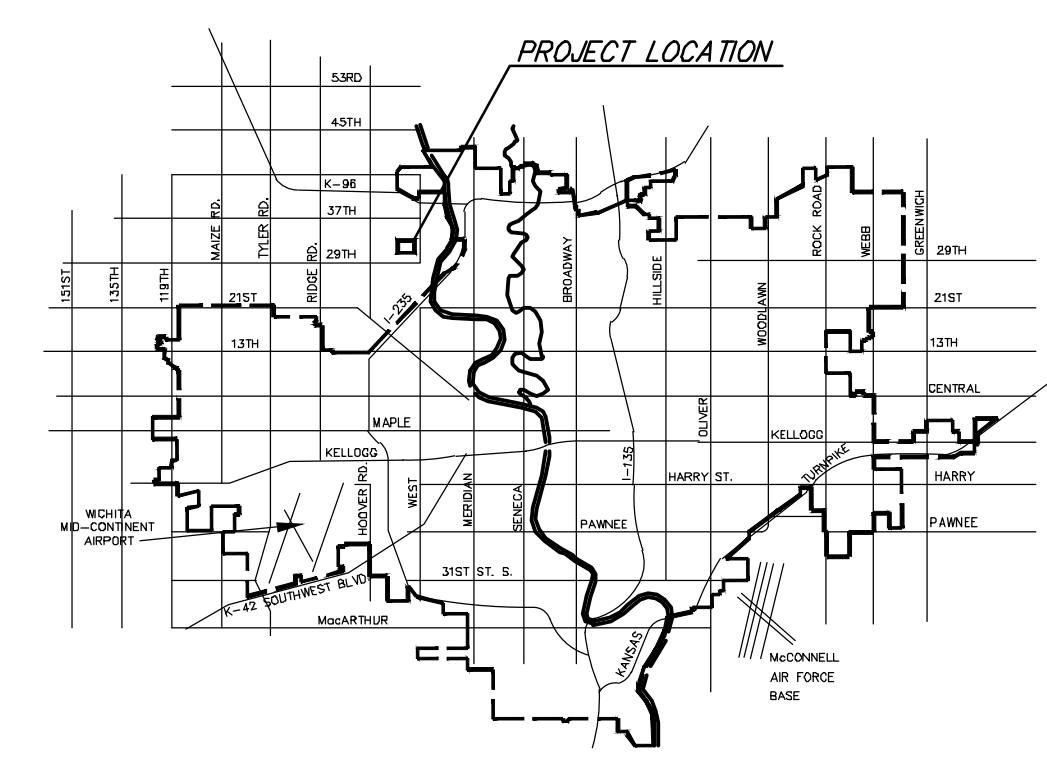 PROJECT LOCATION
53RD
45TH
K-96
37TH
29TH
MAIZE RD.
TYLER RD.
RIDGE RD.
151ST
135TH
119TH
21ST
I-235
13TH
BROADWAY
HILLSIDE
WOODLAWN
ROCK ROAD
WEBB
GREENWICH
29TH
21ST
13TH
CENTRAL
OLIVER
MAPLE
KELLOGG
KELLOGG
I-135
HARRY ST.
TURNPIKE
HARRY
HOOVER RD.
WEST
MERIDIAN
SENECA
PAWNEE
PAWNEE
WICHITA
MID-CONTINENT
AIRPORT
31ST ST. S.
K-42 SOUTHWEST BLVD.
MacARTHUR
KANSAS
McCONNELL
AIR FORCE
BASE